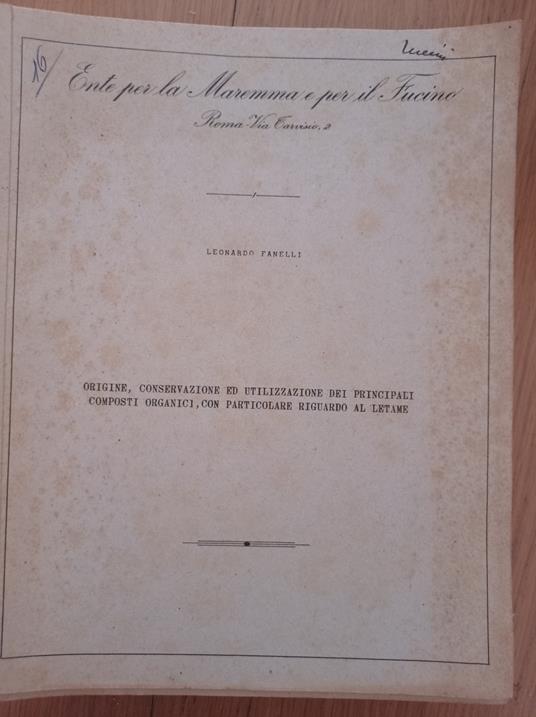 16
Ente per la Maremma e per il Fucino
Roma-Via Tarvisio, 2
LEONARDO FANELLI
ORIGINE, CONSERVAZIONE ED UTILIZZAZIONE DEI PRINCIPALI
COMPOSTI ORGANICI, CON PARTICOLARE RIGUARDO AL LETAME